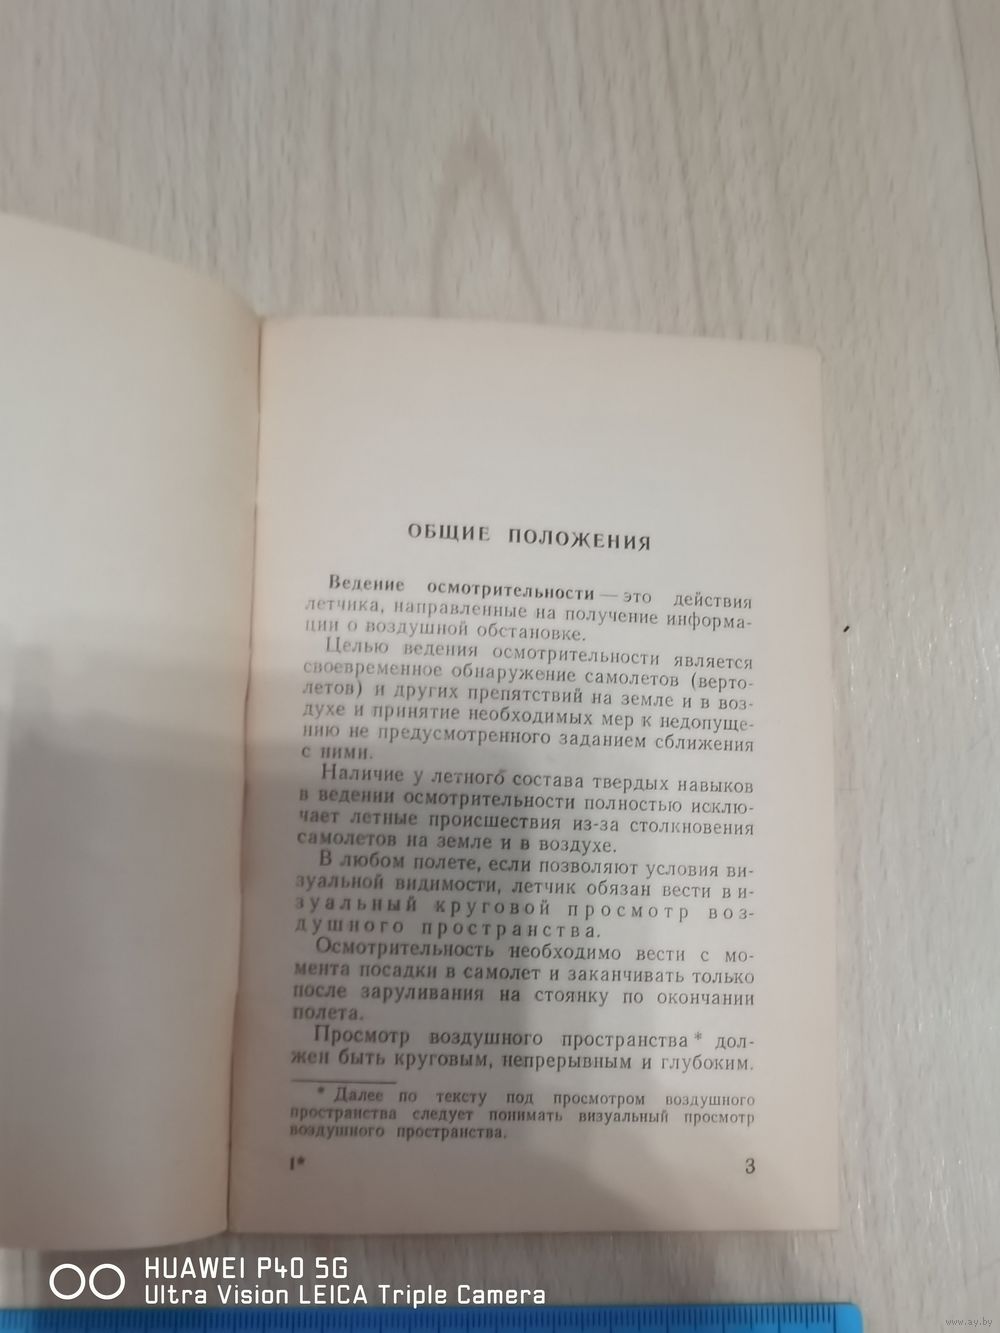 ОБЩИЕ ПОЛОЖЕНИЯ
Ведение осмотрительности — это действия
летчика, направленные на получение информа-
ции о воздушной обстановке.
Целью ведения осмотрительности является
своевременное обнаружение самолетов (верто-
летов) и других препятствий на земле и в воз-
духе и принятие необходимых мер к недопуще-
нию не предусмотренного заданием сближения
с ними.
Наличие у летного состава твердых навыков
в ведении осмотрительности полностью исклю-
чает летные происшествия из-за столкновения
самолетов на земле и в воздухе.
В любом полете, если позволяют условия ви-
зуальной видимости, летчик обязан вести ви-
зуальный круговой просмотр воз-
душного пространства.
Осмотрительность необходимо вести с мо-
мента посадки в самолет и заканчивать только
после заруливания на стоянку по окончании
полета.
Просмотр воздушного пространства* дол-
жен быть круговым, непрерывным и глубоким.
* Далее по тексту под просмотром воздушного
пространства следует понимать визуальный просмотр
воздушного пространства.
1* 3
HUAWEI P40 5G
Ultra Vision LEICA Triple Camera
www.ay.by